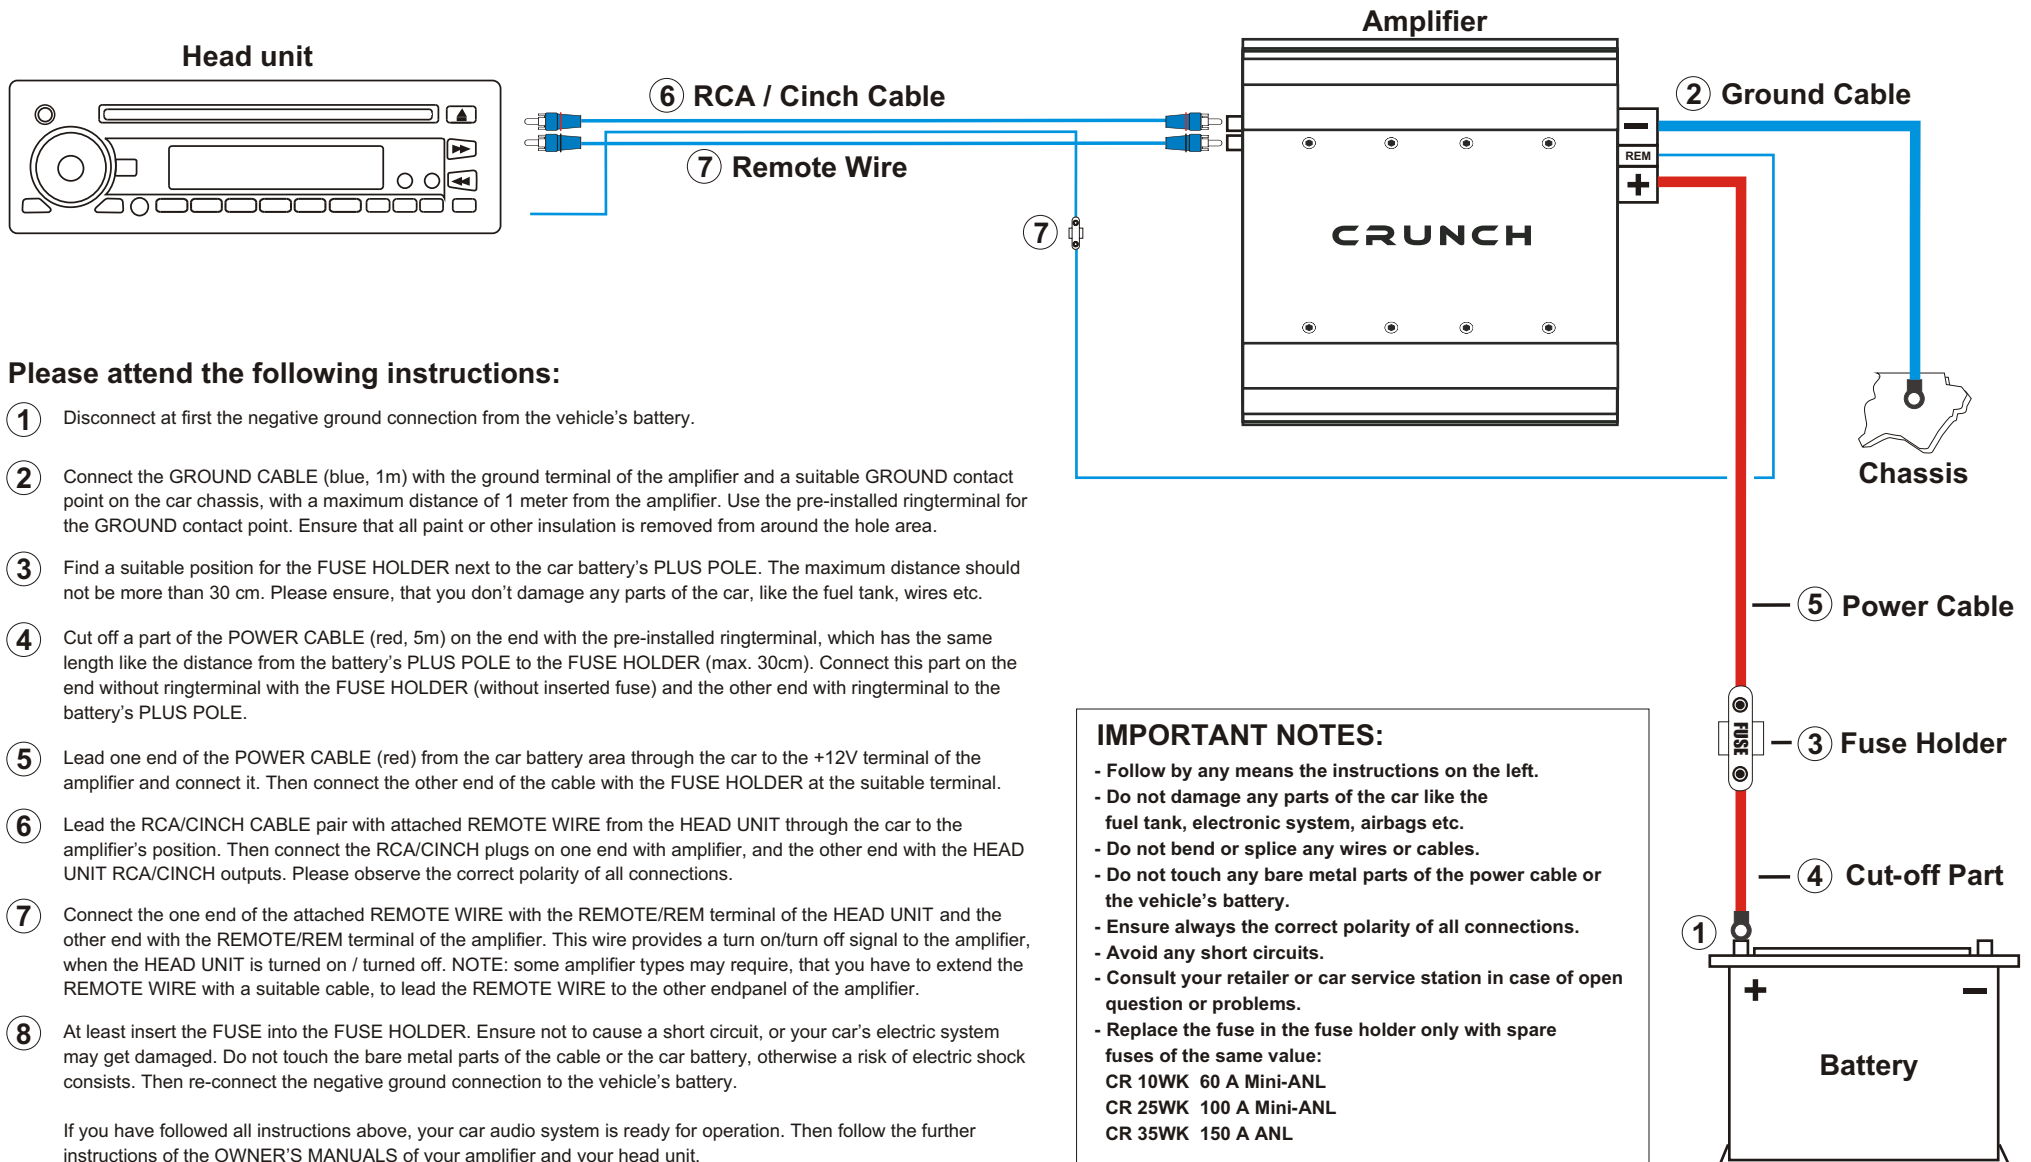 Amplifier
Head unit
6 RCA / Cinch Cable
2 Ground Cable
REM
7 Remote Wire
7
CRUNCH
Please attend the following instructions:
1 Disconnect at first the negative ground connection from the vehicle's battery.
2 Connect the GROUND CABLE (blue, 1m) with the ground terminal of the amplifier and a suitable GROUND contact
point on the car chassis, with a maximum distance of 1 meter from the amplifier. Use the pre-installed ringterminal for
the GROUND contact point. Ensure that all paint or other insulation is removed from around the hole area.
3 Find a suitable position for the FUSE HOLDER next to the car battery's PLUS POLE. The maximum distance should
not be more than 30 cm. Please ensure, that you don't damage any parts of the car, like the fuel tank, wires etc.
4 Cut off a part of the POWER CABLE (red, 5m) on the end with the pre-installed ringterminal, which has the same
length like the distance from the battery's PLUS POLE to the FUSE HOLDER (max. 30cm). Connect this part on the
end without ringterminal with the FUSE HOLDER (without inserted fuse) and the other end with ringterminal to the
battery's PLUS POLE.
5 Lead one end of the POWER CABLE (red) from the car battery area through the car to the +12V terminal of the
amplifier and connect it. Then connect the other end of the cable with the FUSE HOLDER at the suitable terminal.
6 Lead the RCA/CINCH CABLE pair with attached REMOTE WIRE from the HEAD UNIT through the car to the
amplifier's position. Then connect the RCA/CINCH plugs on one end with amplifier, and the other end with the HEAD
UNIT RCA/CINCH outputs. Please observe the correct polarity of all connections.
7 Connect the one end of the attached REMOTE WIRE with the REMOTE/REM terminal of the HEAD UNIT and the
other end with the REMOTE/REM terminal of the amplifier. This wire provides a turn on/turn off signal to the amplifier,
when the HEAD UNIT is turned on / turned off. NOTE: some amplifier types may require, that you have to extend the
REMOTE WIRE with a suitable cable, to lead the REMOTE WIRE to the other endpanel of the amplifier.
8 At least insert the FUSE into the FUSE HOLDER. Ensure not to cause a short circuit, or your car's electric system
may get damaged. Do not touch the bare metal parts of the cable or the car battery, otherwise a risk of electric shock
consists. Then re-connect the negative ground connection to the vehicle's battery.
If you have followed all instructions above, your car audio system is ready for operation. Then follow the further
instructions of the OWNER'S MANUALS of your amplifier and your head unit.
IMPORTANT NOTES:
- Follow by any means the instructions on the left.
- Do not damage any parts of the car like the
fuel tank, electronic system, airbags etc.
- Do not bend or splice any wires or cables.
- Do not touch any bare metal parts of the power cable or
the vehicle's battery.
- Ensure always the correct polarity of all connections.
- Avoid any short circuits.
- Consult your retailer or car service station in case of open
question or problems.
- Replace the fuse in the fuse holder only with spare
fuses of the same value:
CR 10WK 60 A Mini-ANL
CR 25WK 100 A Mini-ANL
CR 35WK 150 A ANL
Chassis
5 Power Cable
FUSE
3 Fuse Holder
4 Cut-off Part
1
+ −
Battery